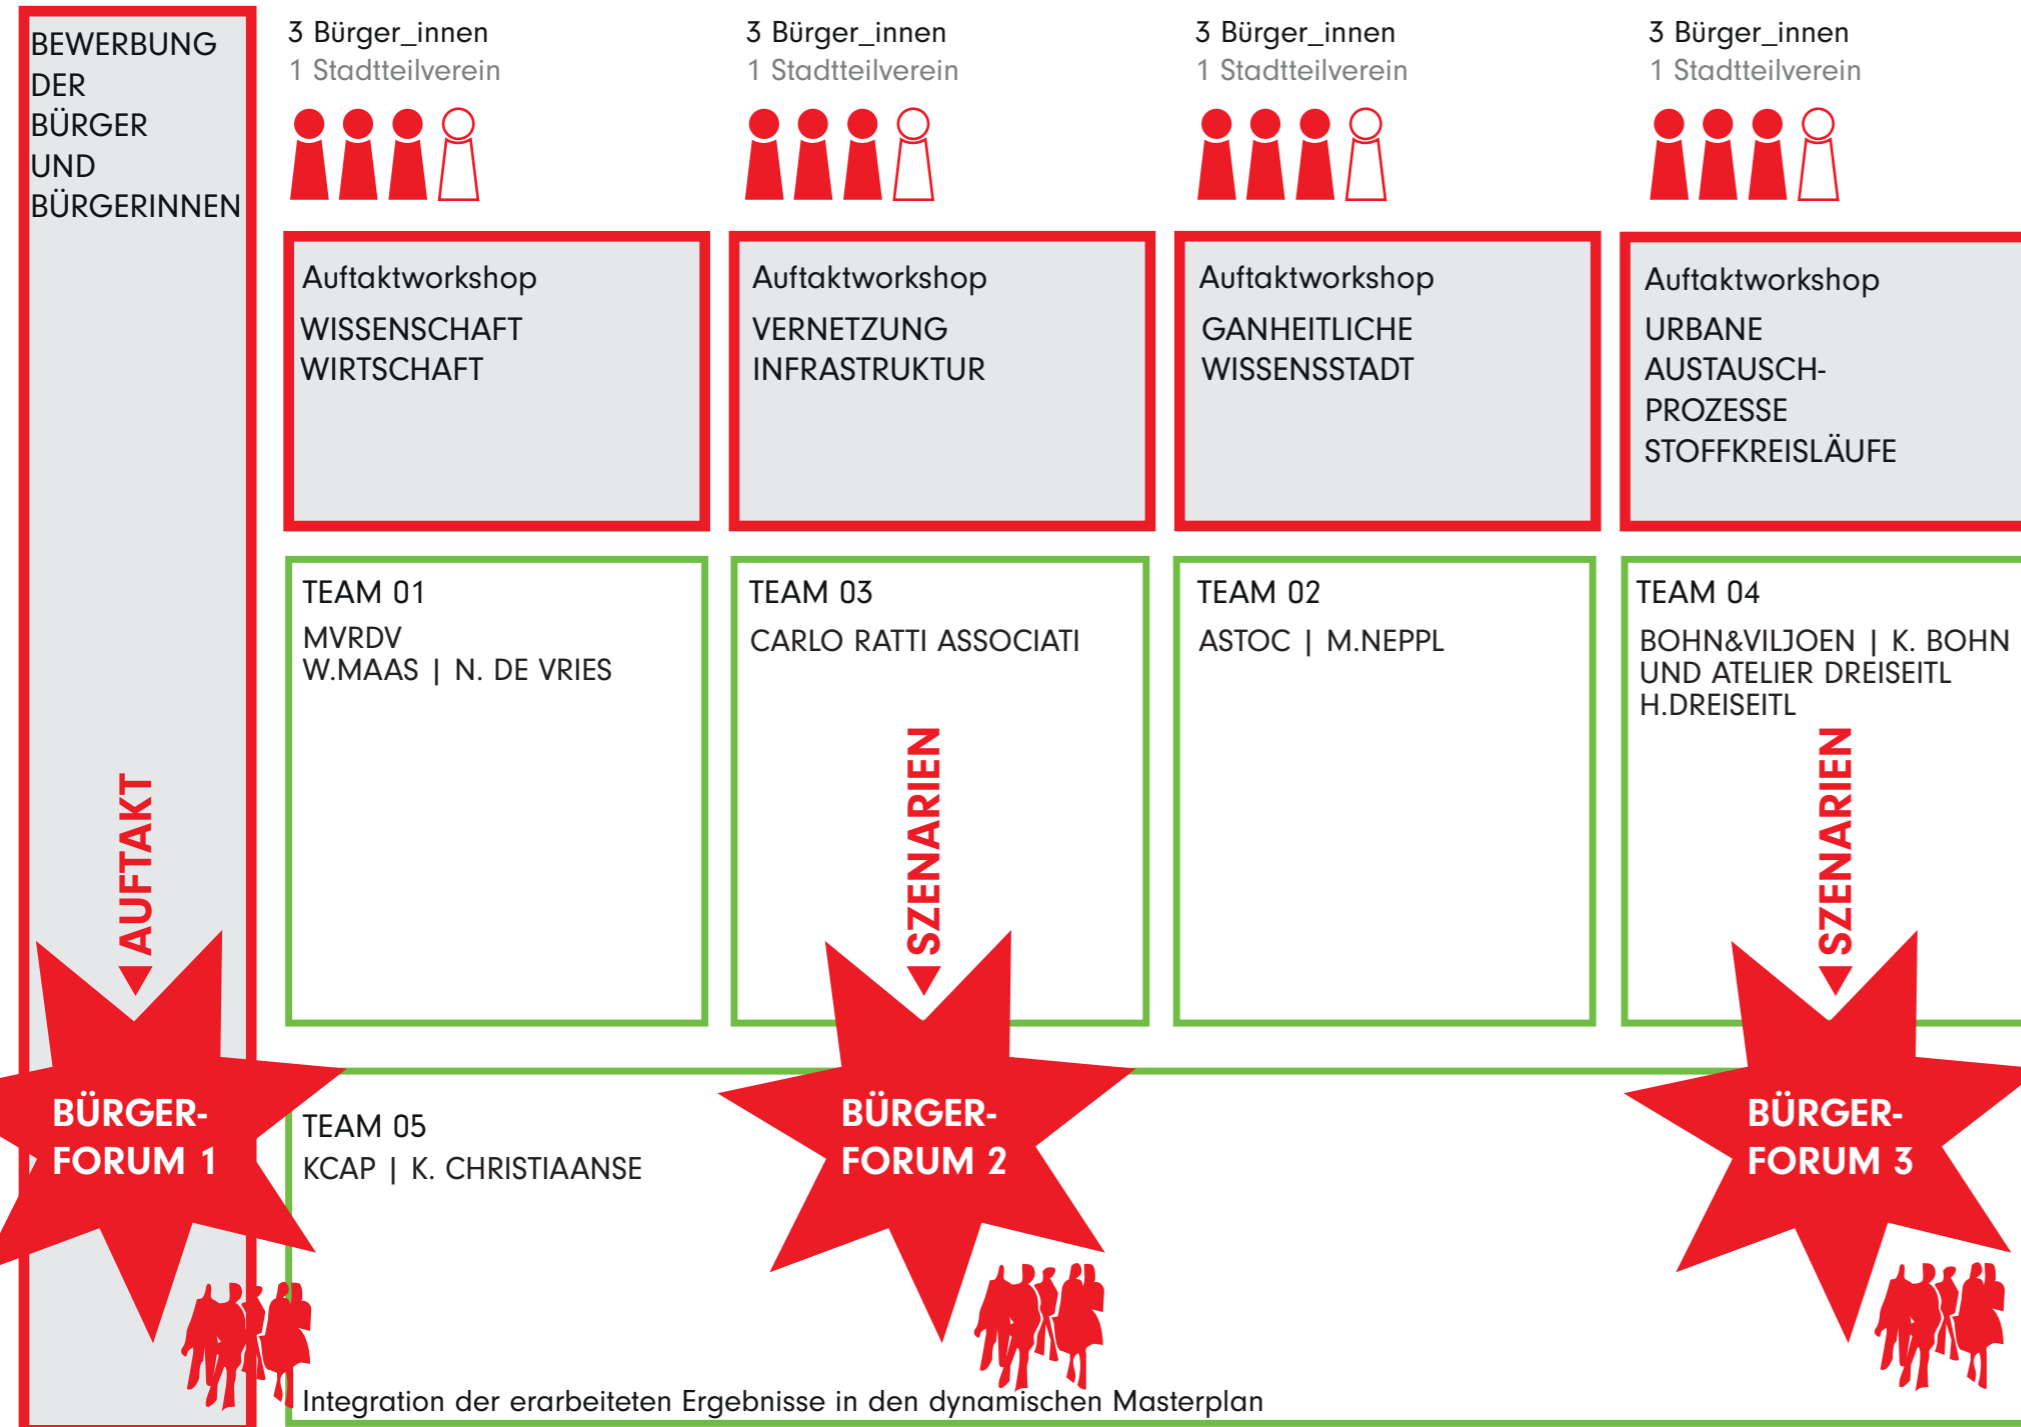 BEWERBUNG
DER
BÜRGER
UND
BÜRGERINNEN
AUFTAKT
BÜRGER-
FORUM 1
3 Bürger_innen
1 Stadtteilverein
Auftaktworkshop
WISSENSCHAFT
WIRTSCHAFT
TEAM 01
MVRDV
W.MAAS | N. DE VRIES
3 Bürger_innen
1 Stadtteilverein
Auftaktworkshop
VERNETZUNG
INFRASTRUKTUR
TEAM 03
CARLO RATTI ASSOCIATI
SZENARIEN
BÜRGER-
FORUM 2
3 Bürger_innen
1 Stadtteilverein
Auftaktworkshop
GANHEITLICHE
WISSENSSTADT
TEAM 02
ASTOC | M.NEPPL
3 Bürger_innen
1 Stadtteilverein
Auftaktworkshop
URBANE
AUSTAUSCH-
PROZESSE
STOFFKREISLÄUFE
TEAM 04
BOHN&VILJOEN | K. BOHN
UND ATELIER DREISEITL
H.DREISEITL
SZENARIEN
BÜRGER-
FORUM 3
TEAM 05
KCAP | K. CHRISTIAANSE
Integration der erarbeiteten Ergebnisse in den dynamischen Masterplan